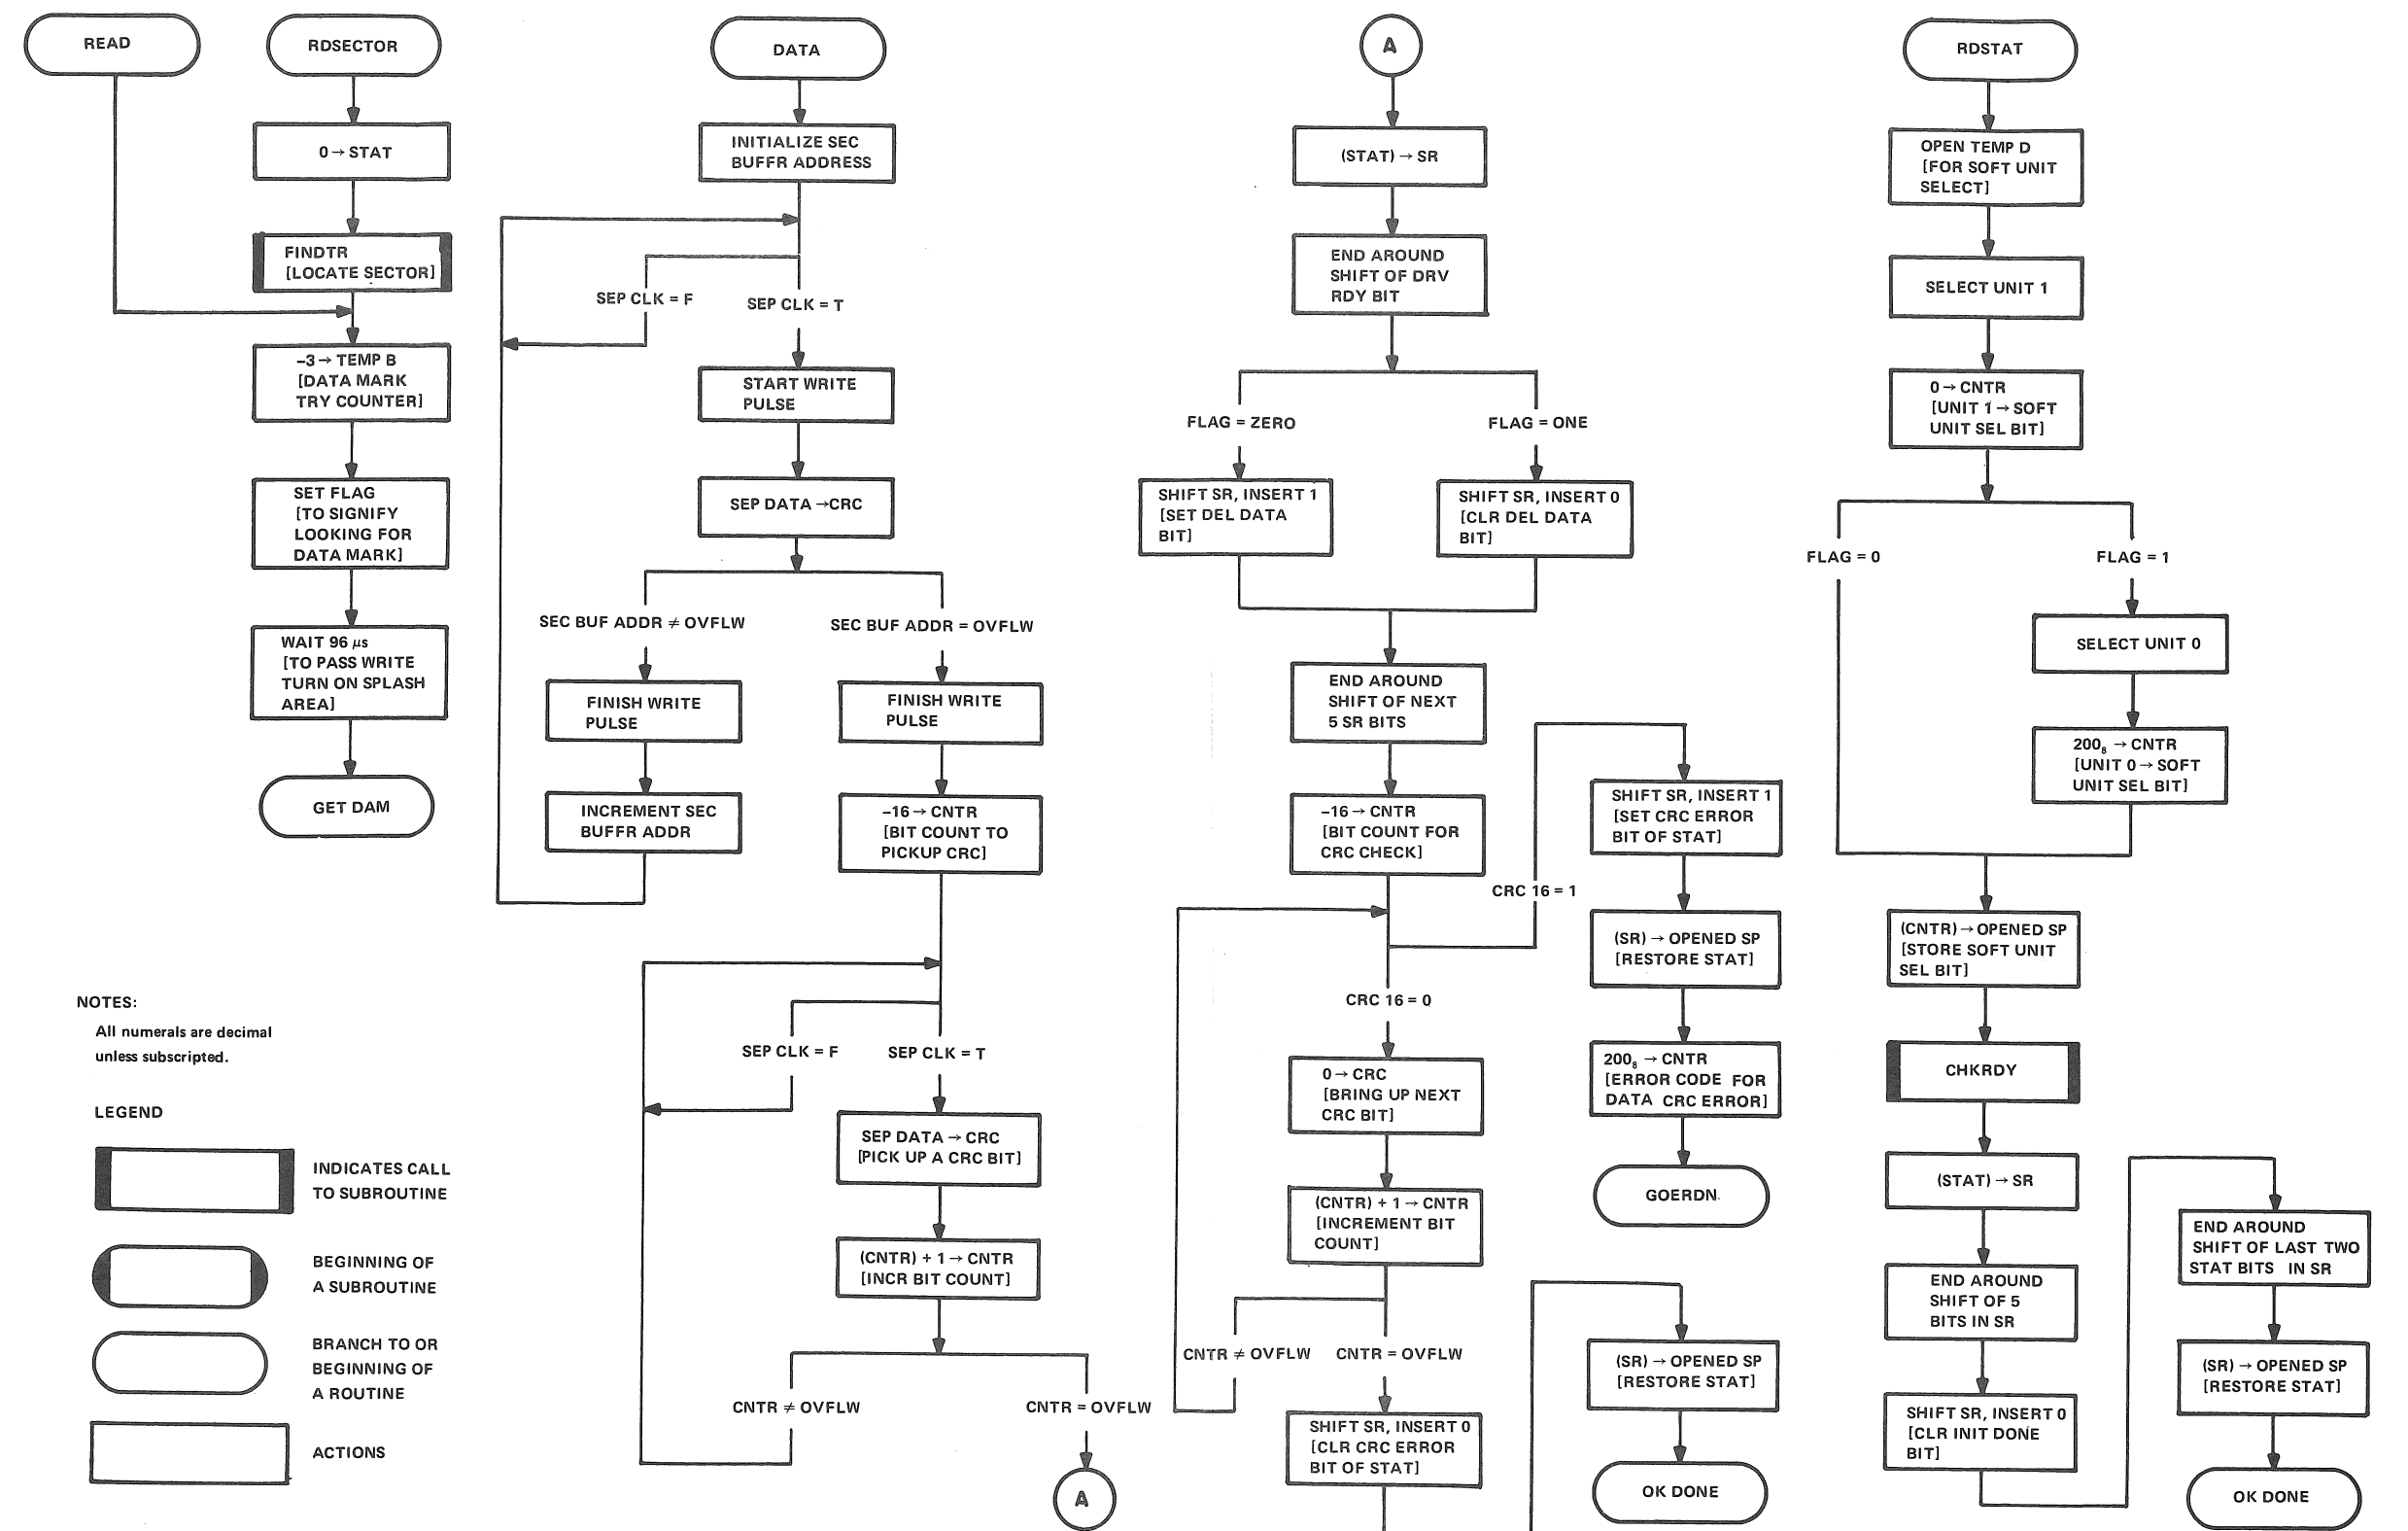 READ
RDSECTOR
0 → STAT
FINDTR
[LOCATE SECTOR]
–3 → TEMP B
[DATA MARK
TRY COUNTER]
SET FLAG
[TO SIGNIFY
LOOKING FOR
DATA MARK]
WAIT 96 μs
[TO PASS WRITE
TURN ON SPLASH
AREA]
GET DAM
NOTES:
All numerals are decimal
unless subscripted.
LEGEND
INDICATES CALL
TO SUBROUTINE
BEGINNING OF
A SUBROUTINE
BRANCH TO OR
BEGINNING OF
A ROUTINE
ACTIONS
DATA
INITIALIZE SEC
BUFFR ADDRESS
SEP CLK = F
SEP CLK = T
START WRITE
PULSE
SEP DATA →CRC
SEC BUF ADDR ≠ OVFLW
SEC BUF ADDR = OVFLW
FINISH WRITE
PULSE
INCREMENT SEC
BUFFR ADDR
FINISH WRITE
PULSE
–16 → CNTR
[BIT COUNT TO
PICKUP CRC]
SEP CLK = F
SEP CLK = T
SEP DATA → CRC
[PICK UP A CRC BIT]
(CNTR) + 1 → CNTR
[INCR BIT COUNT]
CNTR ≠ OVFLW
CNTR = OVFLW
A
A
(STAT) → SR
END AROUND
SHIFT OF DRV
RDY BIT
FLAG = ZERO
FLAG = ONE
SHIFT SR, INSERT 1
[SET DEL DATA
BIT]
SHIFT SR, INSERT 0
[CLR DEL DATA
BIT]
END AROUND
SHIFT OF NEXT
5 SR BITS
–16 → CNTR
[BIT COUNT FOR
CRC CHECK]
CRC 16 = 1
CRC 16 = 0
0 → CRC
[BRING UP NEXT
CRC BIT]
(CNTR) + 1 → CNTR
[INCREMENT BIT
COUNT]
CNTR ≠ OVFLW
CNTR = OVFLW
SHIFT SR, INSERT 0
[CLR CRC ERROR
BIT OF STAT]
SHIFT SR, INSERT 1
[SET CRC ERROR
BIT OF STAT]
(SR) → OPENED SP
[RESTORE STAT]
200₈ → CNTR
[ERROR CODE FOR
DATA CRC ERROR]
GOERDN
(SR) → OPENED SP
[RESTORE STAT]
OK DONE
RDSTAT
OPEN TEMP D
[FOR SOFT UNIT
SELECT]
SELECT UNIT 1
0 → CNTR
[UNIT 1 → SOFT
UNIT SEL BIT]
FLAG = 0
FLAG = 1
SELECT UNIT 0
200₈ → CNTR
[UNIT 0 → SOFT
UNIT SEL BIT]
(CNTR) → OPENED SP
[STORE SOFT UNIT
SEL BIT]
CHKRDY
(STAT) → SR
END AROUND
SHIFT OF 5
BITS IN SR
SHIFT SR, INSERT 0
[CLR INIT DONE
BIT]
END AROUND
SHIFT OF LAST TWO
STAT BITS IN SR
(SR) → OPENED SP
[RESTORE STAT]
OK DONE